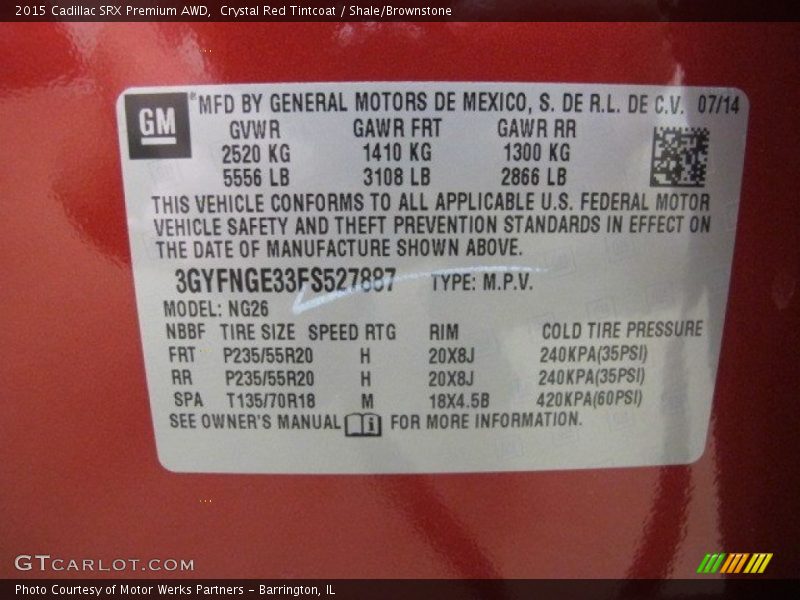 2015 Cadillac SRX Premium AWD, Crystal Red Tintcoat / Shale/Brownstone
GM ® MFD BY GENERAL MOTORS DE MEXICO, S. DE R.L. DE C.V. 07/14
GVWR GAWR FRT GAWR RR
2520 KG 1410 KG 1300 KG
5556 LB 3108 LB 2866 LB
THIS VEHICLE CONFORMS TO ALL APPLICABLE U.S. FEDERAL MOTOR
VEHICLE SAFETY AND THEFT PREVENTION STANDARDS IN EFFECT ON
THE DATE OF MANUFACTURE SHOWN ABOVE.
3GYFNGE33FS527887 TYPE: M.P.V.
MODEL: NG26
NBBF TIRE SIZE SPEED RTG RIM COLD TIRE PRESSURE
FRT P235/55R20 H 20X8J 240KPA(35PSI)
RR P235/55R20 H 20X8J 240KPA(35PSI)
SPA T135/70R18 M 18X4.5B 420KPA(60PSI)
SEE OWNER'S MANUAL i FOR MORE INFORMATION.
GTCARLOT.COM
Photo Courtesy of Motor Werks Partners - Barrington, IL